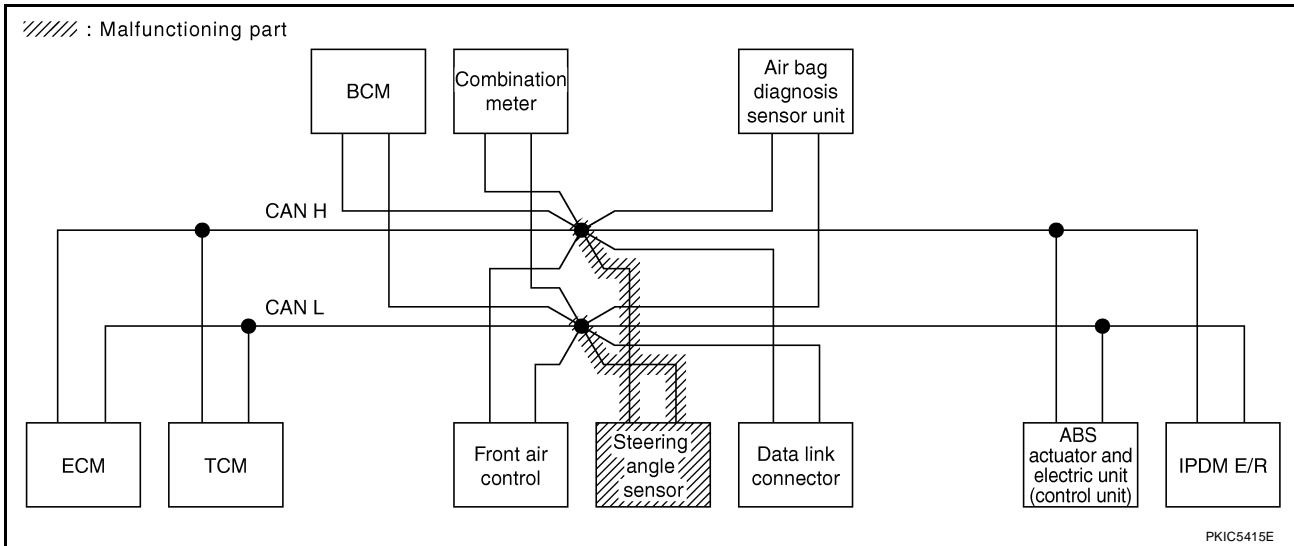 : Malfunctioning part
BCM
Combination
meter
Air bag
diagnosis
sensor unit
CAN H
CAN L
ECM
TCM
Front air
control
Steering
angle
sensor
Data link
connector
ABS
actuator and
electric unit
(control unit)
IPDM E/R
PKIC5415E